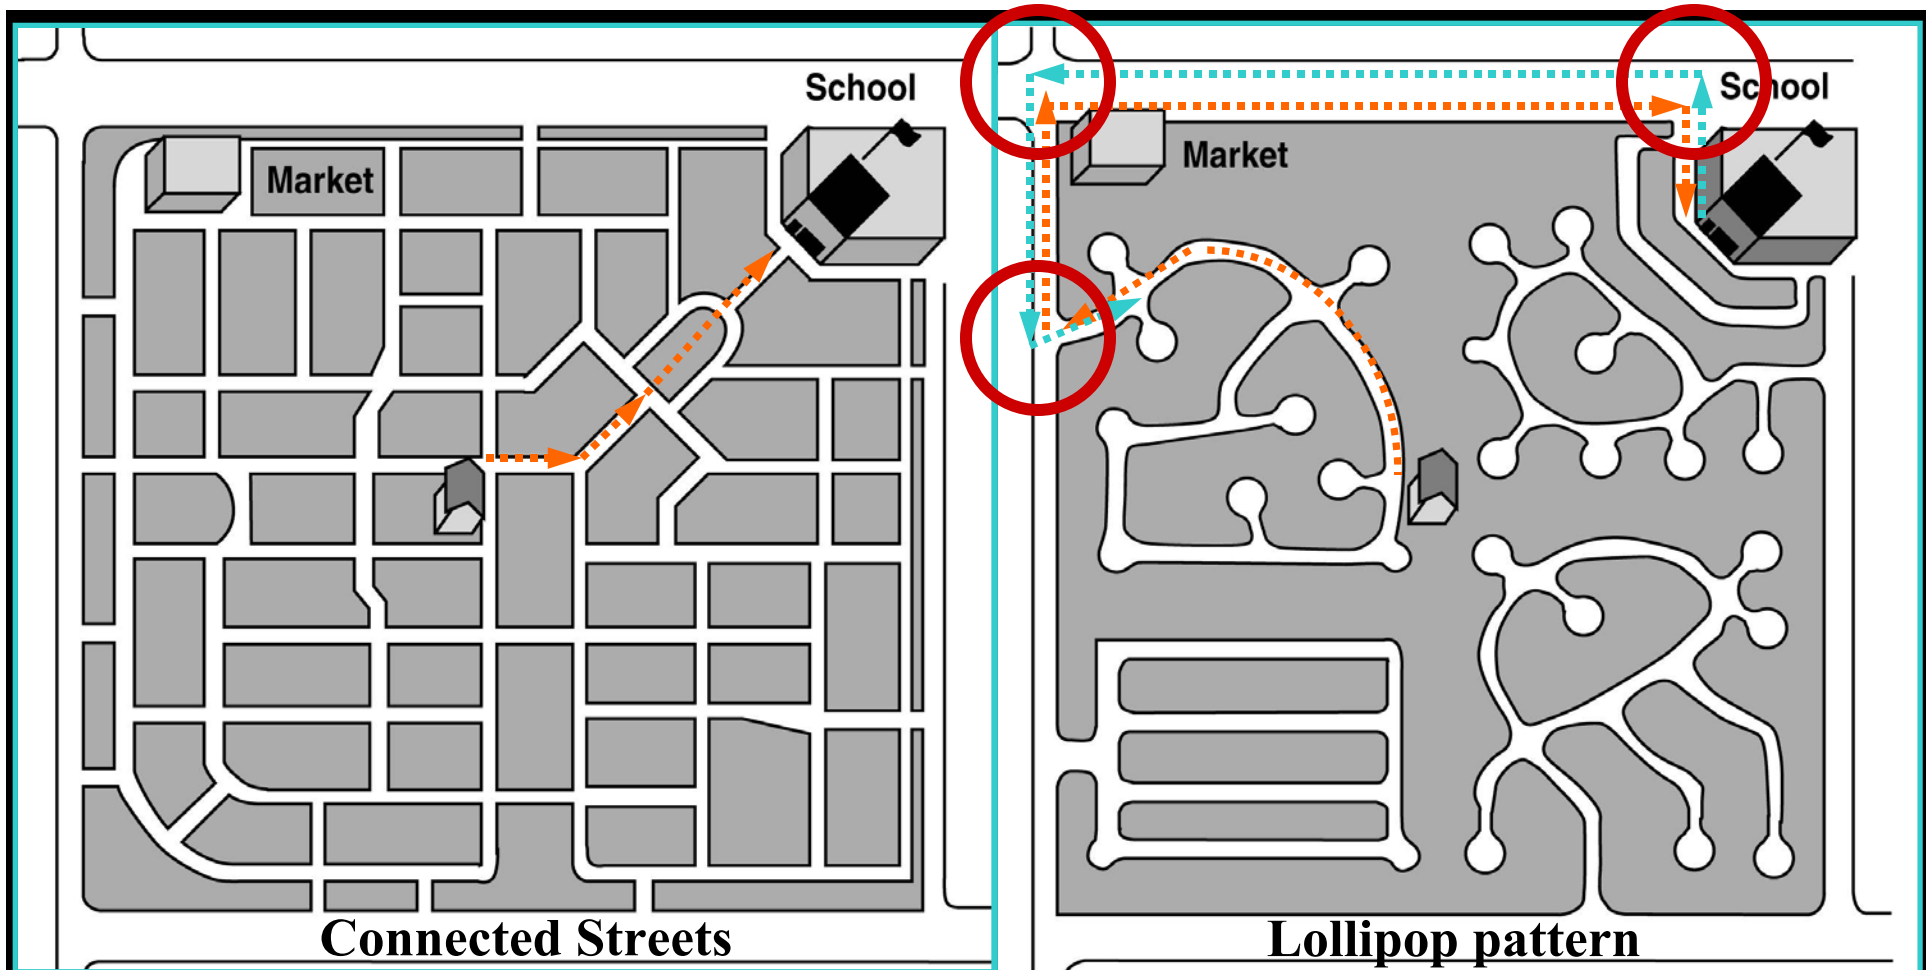 School
Market
Connected Streets
School
Market
Lollipop pattern